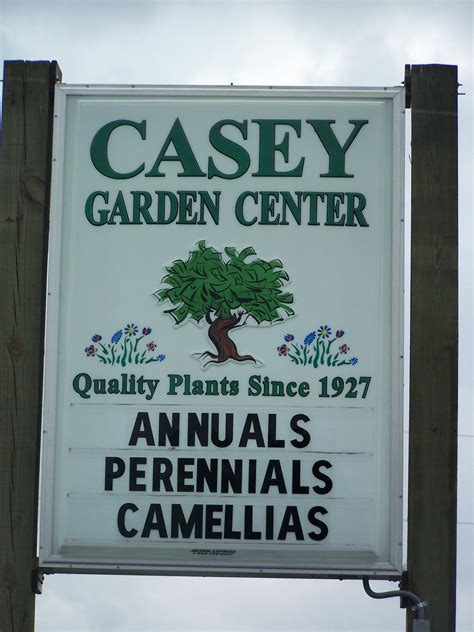 CASEY
GARDEN CENTER
Quality Plants Since 1927
ANNUALS
PERENNIALS
CAMELLIAS